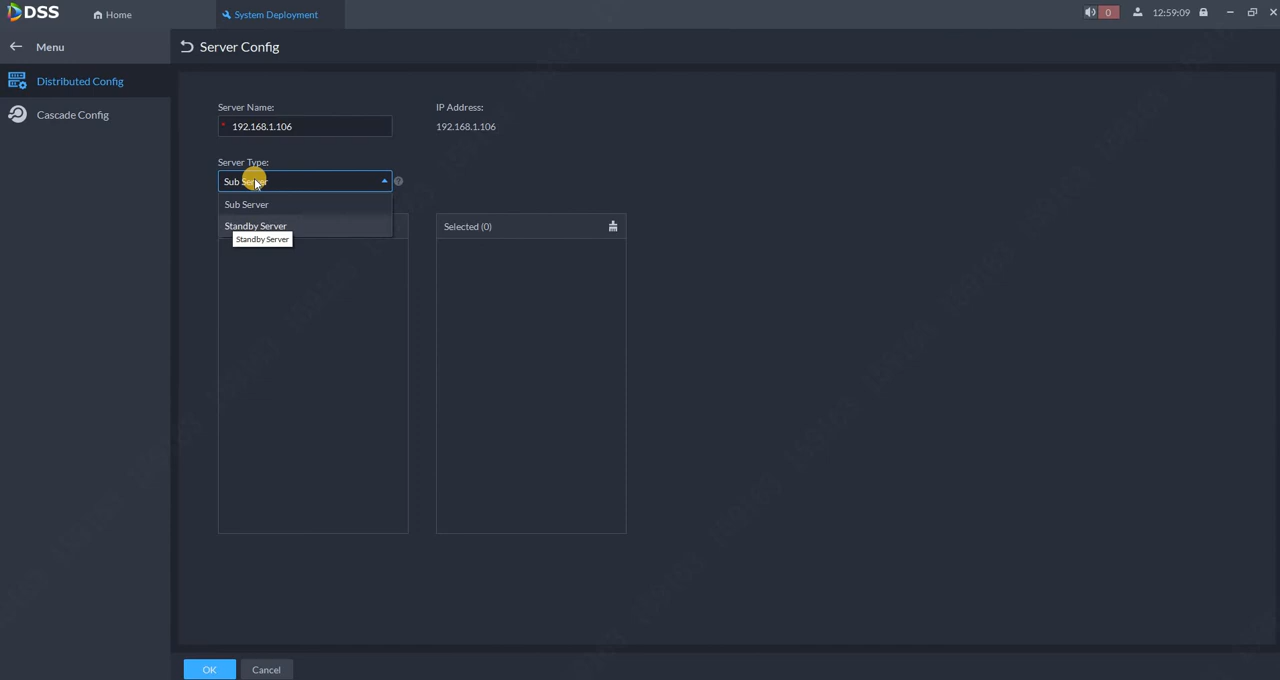 DSS Home System Deployment 0 12:59:09
Menu Server Config
Distributed Config
Cascade Config
Server Name: IP Address:
* 192.168.1.106 192.168.1.106
Server Type:
Sub Server ?
Sub Server
Standby Server Selected (0)
Standby Server
OK Cancel